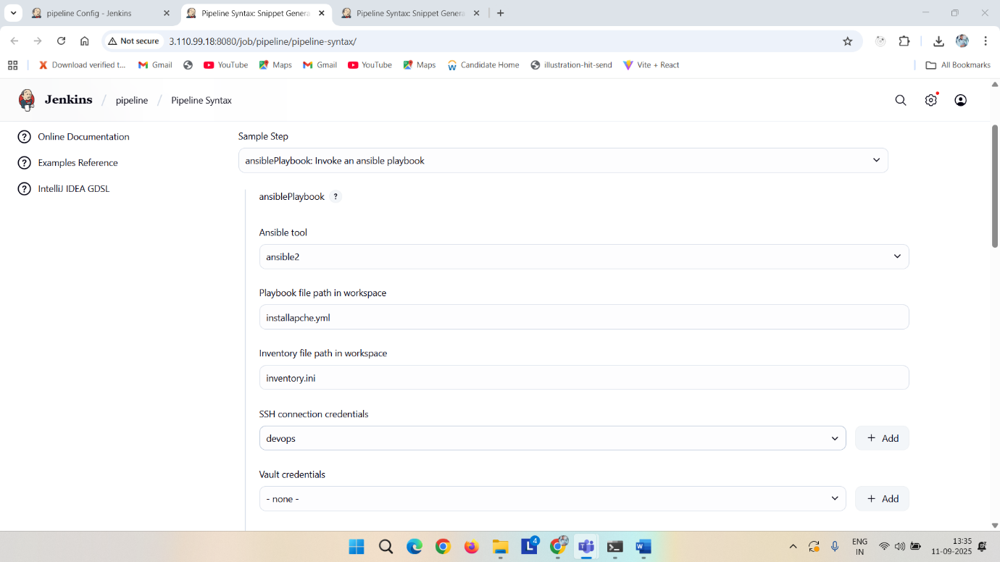 pipeline Config - Jenkins
Pipeline Syntax: Snippet Genera
Pipeline Syntax: Snippet Genera
Not secure
3.110.99.18:8080/job/pipeline/pipeline-syntax/
Download verified t...
Gmail
YouTube
Maps
Gmail
YouTube
Maps
Candidate Home
illustration-hit-send
Vite + React
All Bookmarks
Jenkins / pipeline / Pipeline Syntax
? Online Documentation
? Examples Reference
? IntelliJ IDEA GDSL
Sample Step
ansiblePlaybook: Invoke an ansible playbook
ansiblePlaybook ?
Ansible tool
ansible2
Playbook file path in workspace
installapche.yml
Inventory file path in workspace
inventory.ini
SSH connection credentials
devops
+ Add
Vault credentials
- none -
+ Add
L 4
W
ENG
IN
13:35
11-09-2025